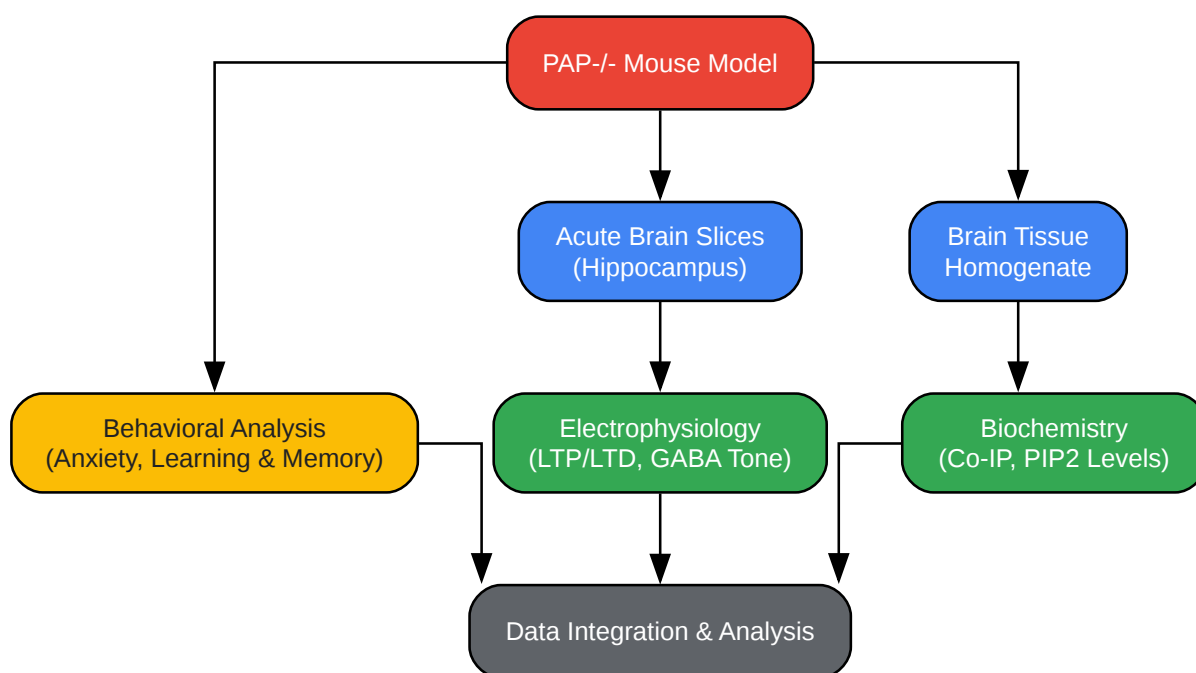 PAP-/- Mouse Model
Acute Brain Slices
(Hippocampus)
Brain Tissue
Homogenate
Behavioral Analysis
(Anxiety, Learning & Memory)
Electrophysiology
(LTP/LTD, GABA Tone)
Biochemistry
(Co-IP, PIP2 Levels)
Data Integration & Analysis